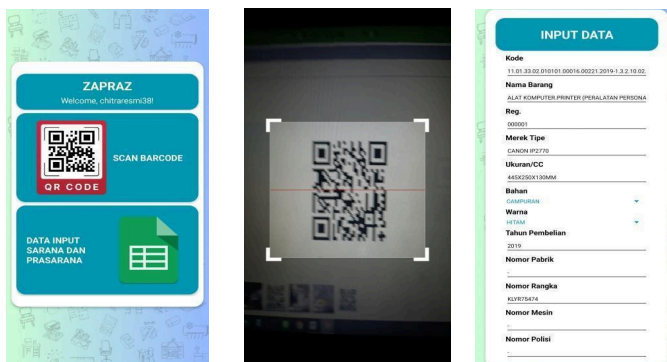 ZAPRAZ
Welcome, chitraresmi38!
SCAN BARCODE
QR CODE
DATA INPUT
SARANA DAN
PRASARANA
INPUT DATA
Kode
11.01.33.02.010101.00016.00221.2019-1.3.2.10.02.
Nama Barang
ALAT KOMPUTER PRINTER (PERALATAN PERSONA
Reg.
000001
Merek Tipe
CANON IP2770
Ukuran/CC
445X250X130MM
Bahan
CAMPURAN
Warna
HITAM
Tahun Pembelian
2019
Nomor Pabrik
-
Nomor Rangka
KLYR75474
Nomor Mesin
-
Nomor Polisi
-